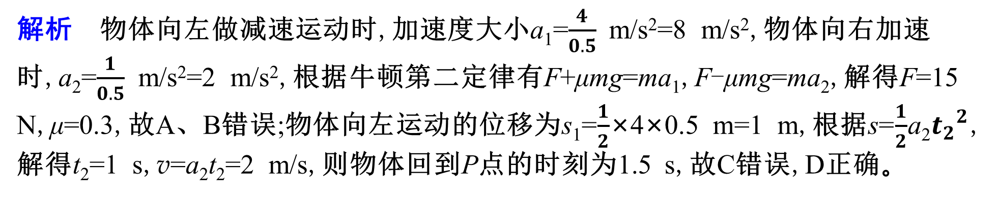 解析 物体向左做减速运动时,加速度大小a₁=4/0.5 m/s²=8 m/s²,物体向右加速
时,a₂=1/0.5 m/s²=2 m/s²,根据牛顿第二定律有F+μmg=ma₁,F−μmg=ma₂,解得F=15
N,μ=0.3,故A、B错误;物体向左运动的位移为s₁=1/2×4×0.5 m=1 m,根据s=1/2a₂t₂²,
解得t₂=1 s,v=a₂t₂=2 m/s,则物体回到P点的时刻为1.5 s,故C错误,D正确。